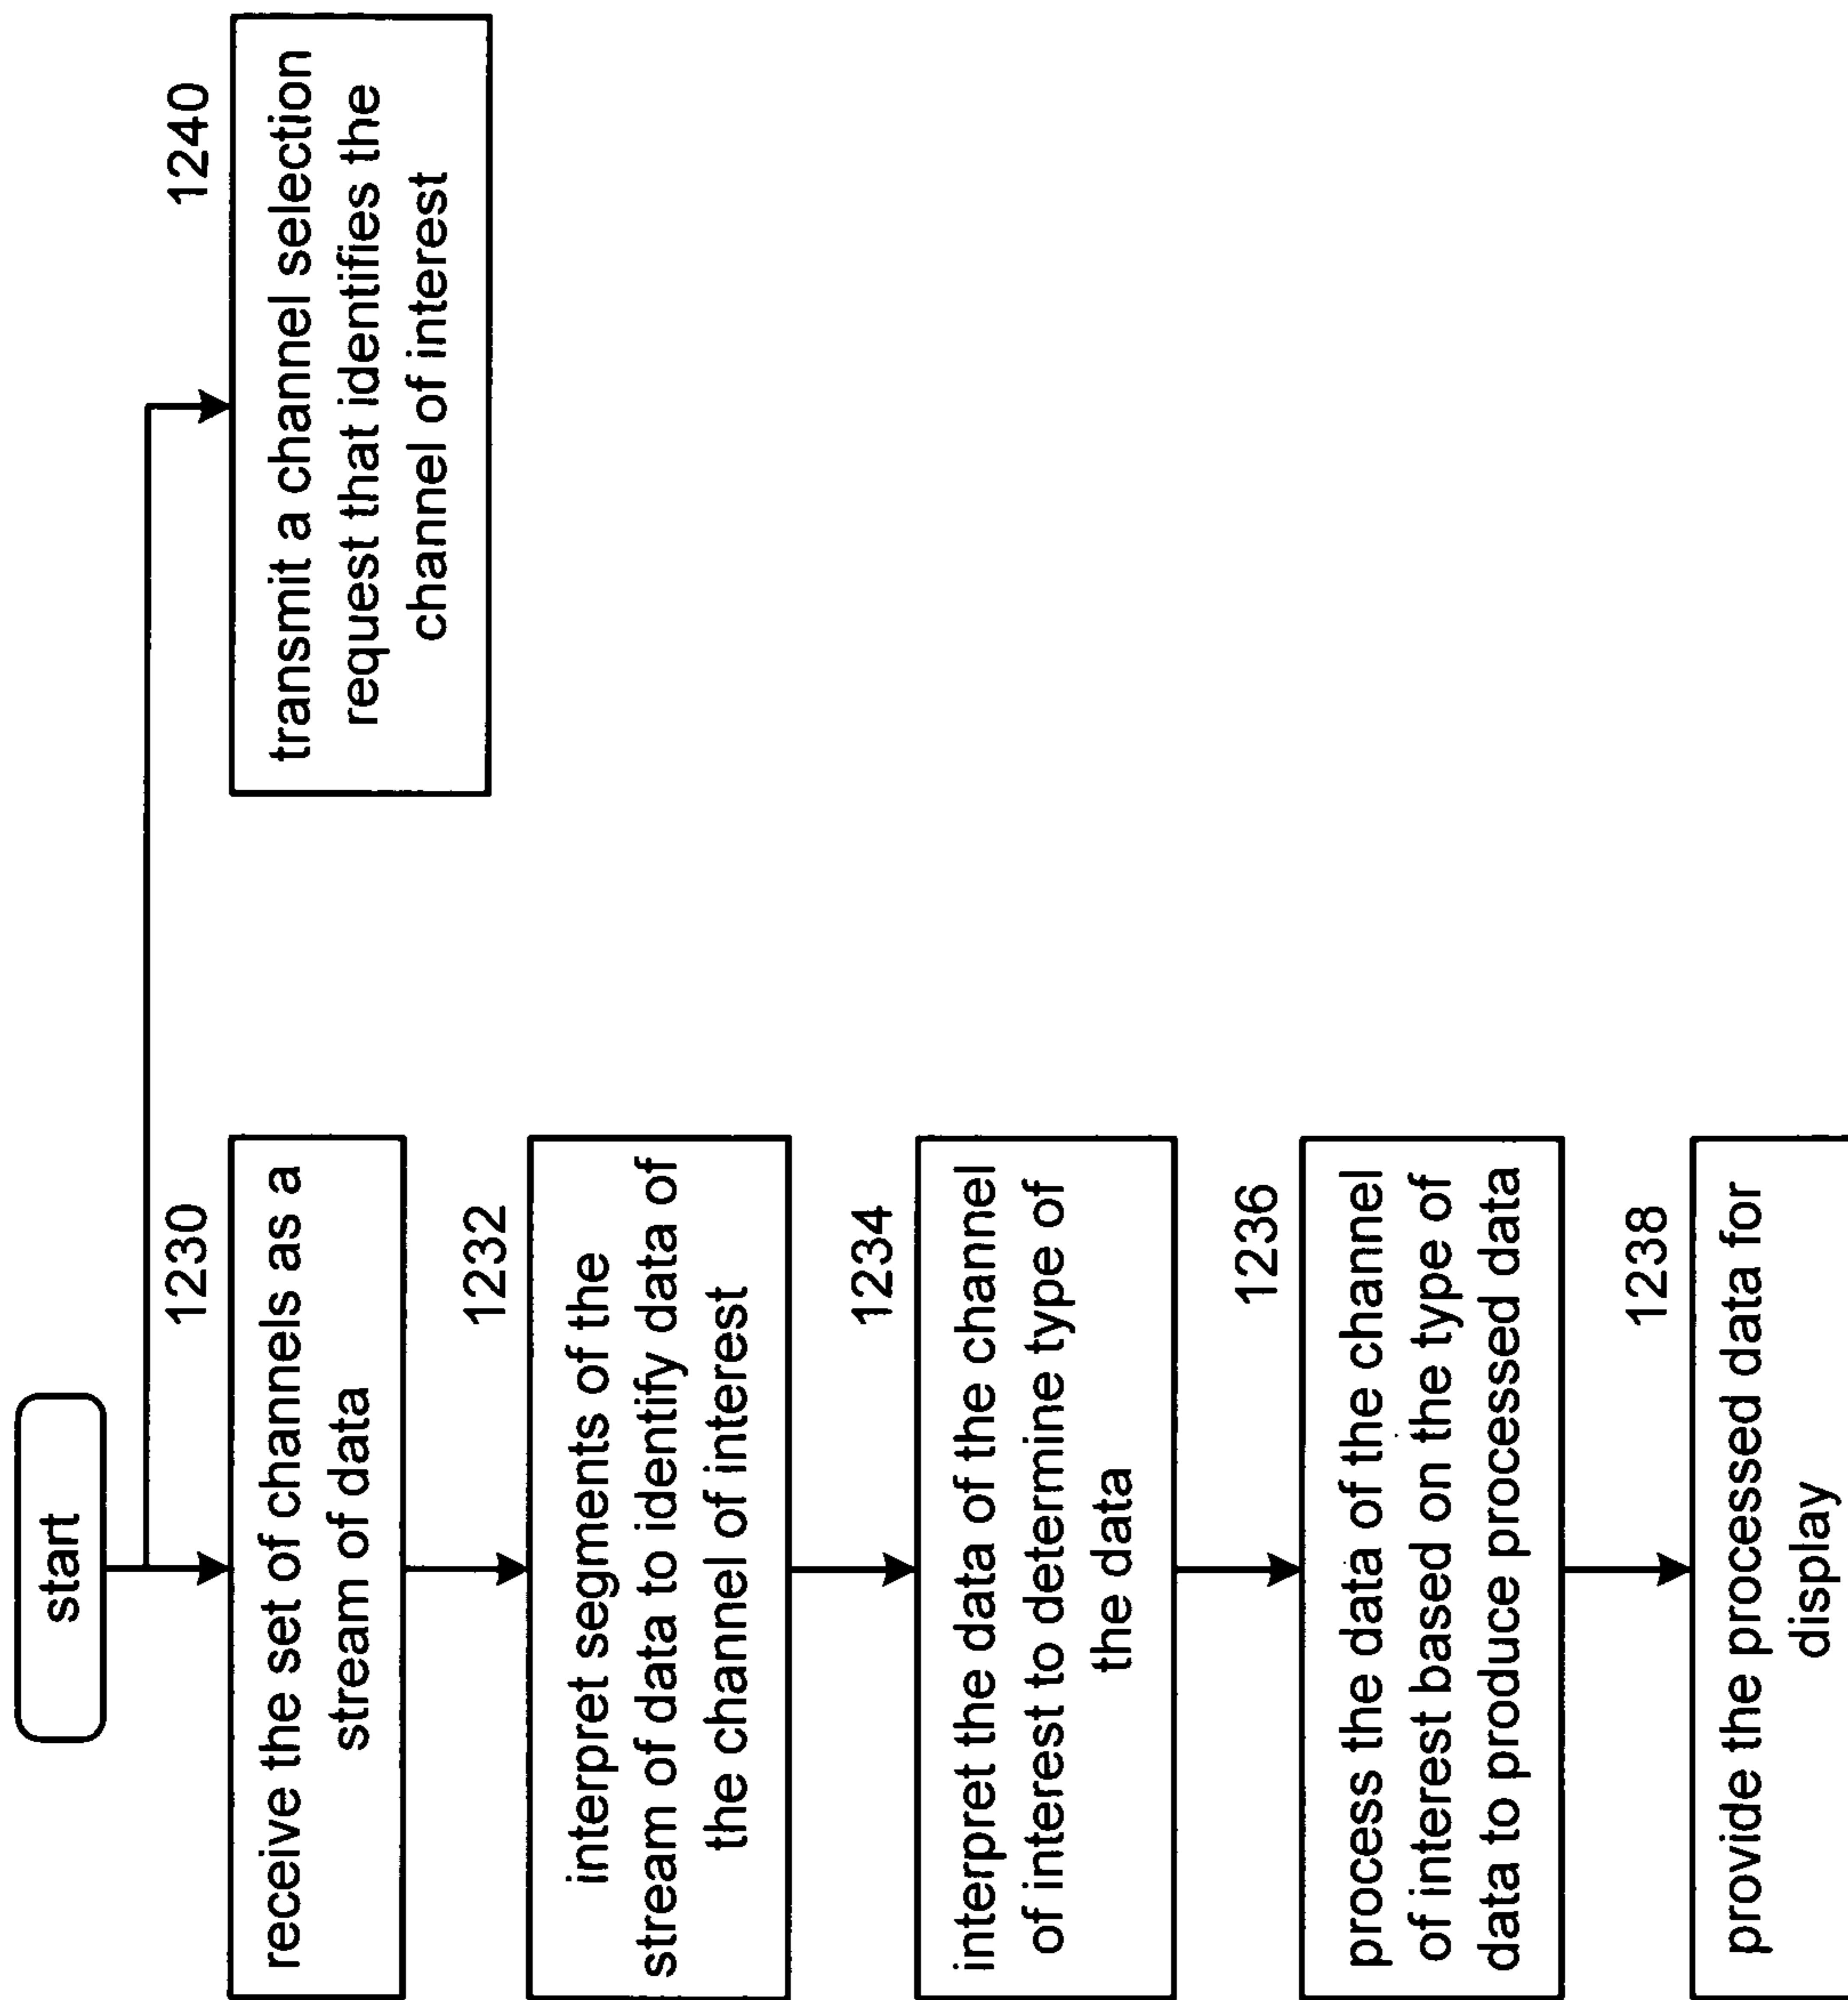 start
1230
receive the set of channels as a
stream of data
1232
interpret segments of the
stream of data to identify data of
the channel of interest
1234
interpret the data of the channel
of interest to determine type of
the data
1236
process the data of the channel
of interest based on the type of
data to produce processed data
1238
provide the processed data for
display
1240
transmit a channel selection
request that identifies the
channel of interest